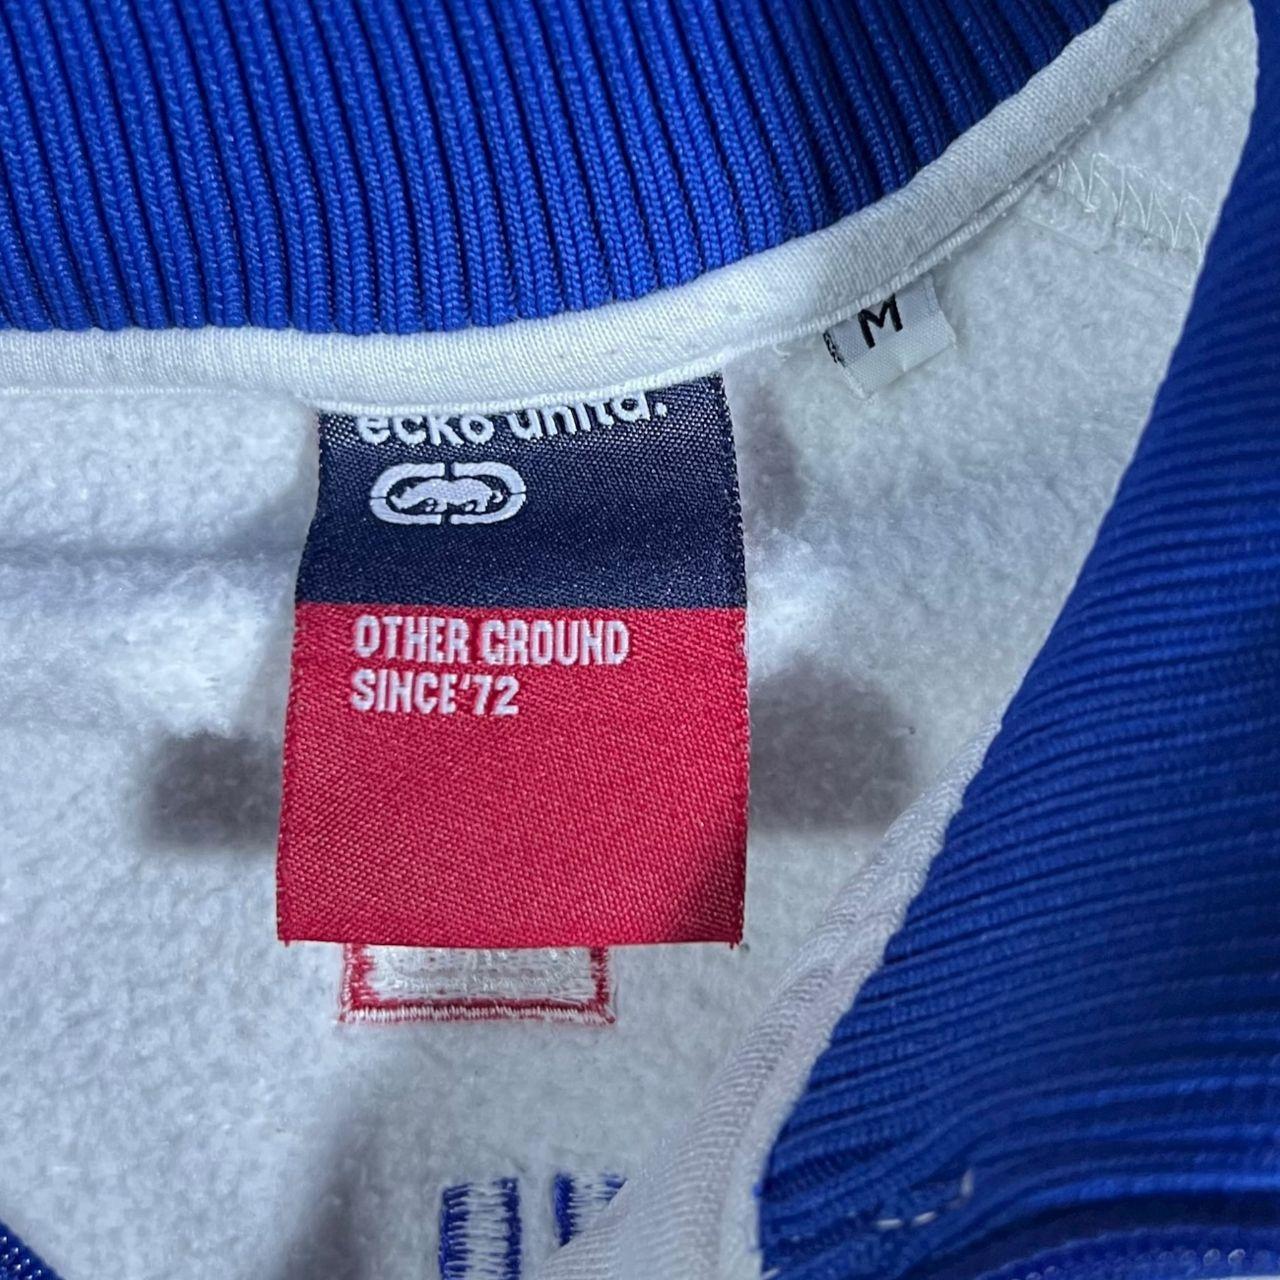 M
ecko unltd.
OTHER GROUND
SINCE'72